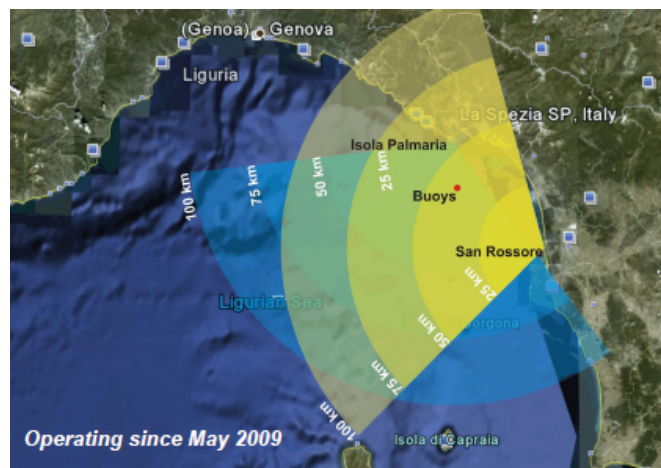 (Genoa) Genova
Liguria
La Spezia SP, Italy
Isola Palmaria
25 km
50 km
75 km
100 km
Buoys
San Rossore
25 km
Ligurian Sea
Gorgona
50 km
75 km
100 km
Operating since May 2009
Isola di Capraia